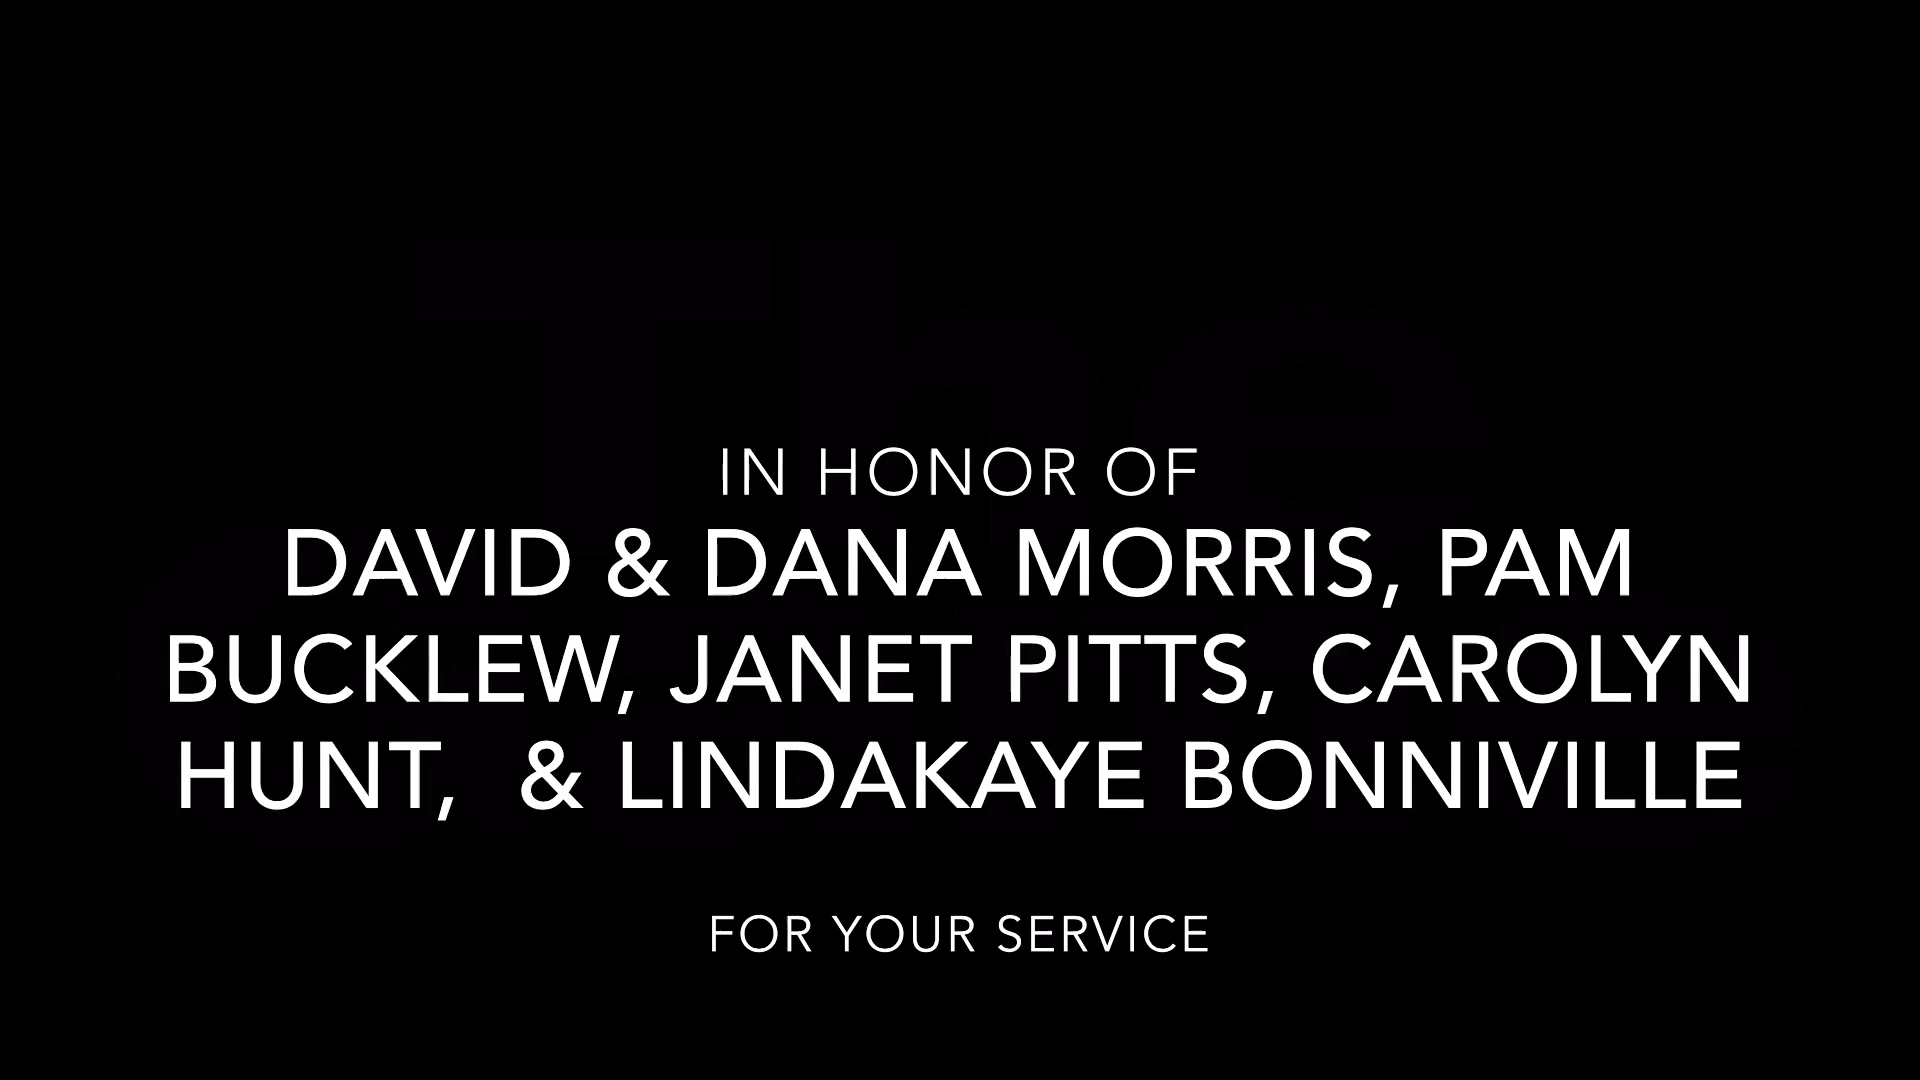 IN HONOR OF
DAVID & DANA MORRIS, PAM
BUCKLEW, JANET PITTS, CAROLYN
HUNT,  & LINDAKAYE BONNIVILLE
FOR YOUR SERVICE